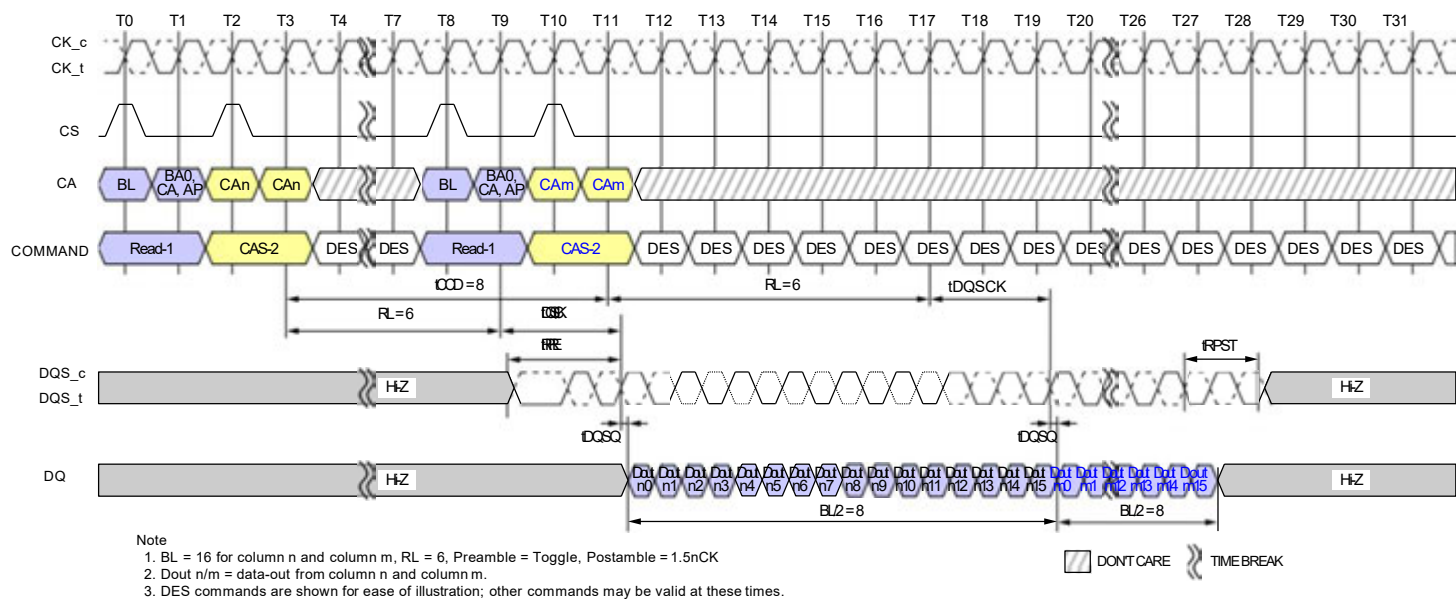 T0 T1 T2 T3 T4 T7 T8 T9 T10 T11 T12 T13 T14 T15 T16 T17 T18 T19 T20 T26 T27 T28 T29 T30 T31
CK_c
CK_t
CS
CA
BL
BA0,
CA, AP
CAn
CAn
BL
BA0,
CA, AP
CAm
CAm
COMMAND
Read-1 CAS-2 DES DES Read-1 CAS-2 DES DES DES DES DES DES DES DES DES DES DES DES DES DES DES
tCCD = 8 RL = 6 tDQSCK
RL = 6
tRPST
DQS_c
DQS_t
Hi-Z Hi-Z
tDQSQ tDQSQ
DQ
Hi-Z
Dout Dout Dout Dout Dout Dout Dout Dout Dout Dout Dout Dout Dout Dout Dout Dout Dout Dout Dout Dout Dout Dout
n0 n1 n2 n3 n4 n5 n6 n7 n8 n9 n10 n11 n12 n13 n14 n15 m0 m1 m12 m13 m14 m15
Hi-Z
BL/2 = 8 BL/2 = 8
Note
1. BL = 16 for column n and column m, RL = 6, Preamble = Toggle, Postamble = 1.5nCK
2. Dout n/m = data-out from column n and column m.
3. DES commands are shown for ease of illustration; other commands may be valid at these times.
DON'T CARE TIME BREAK